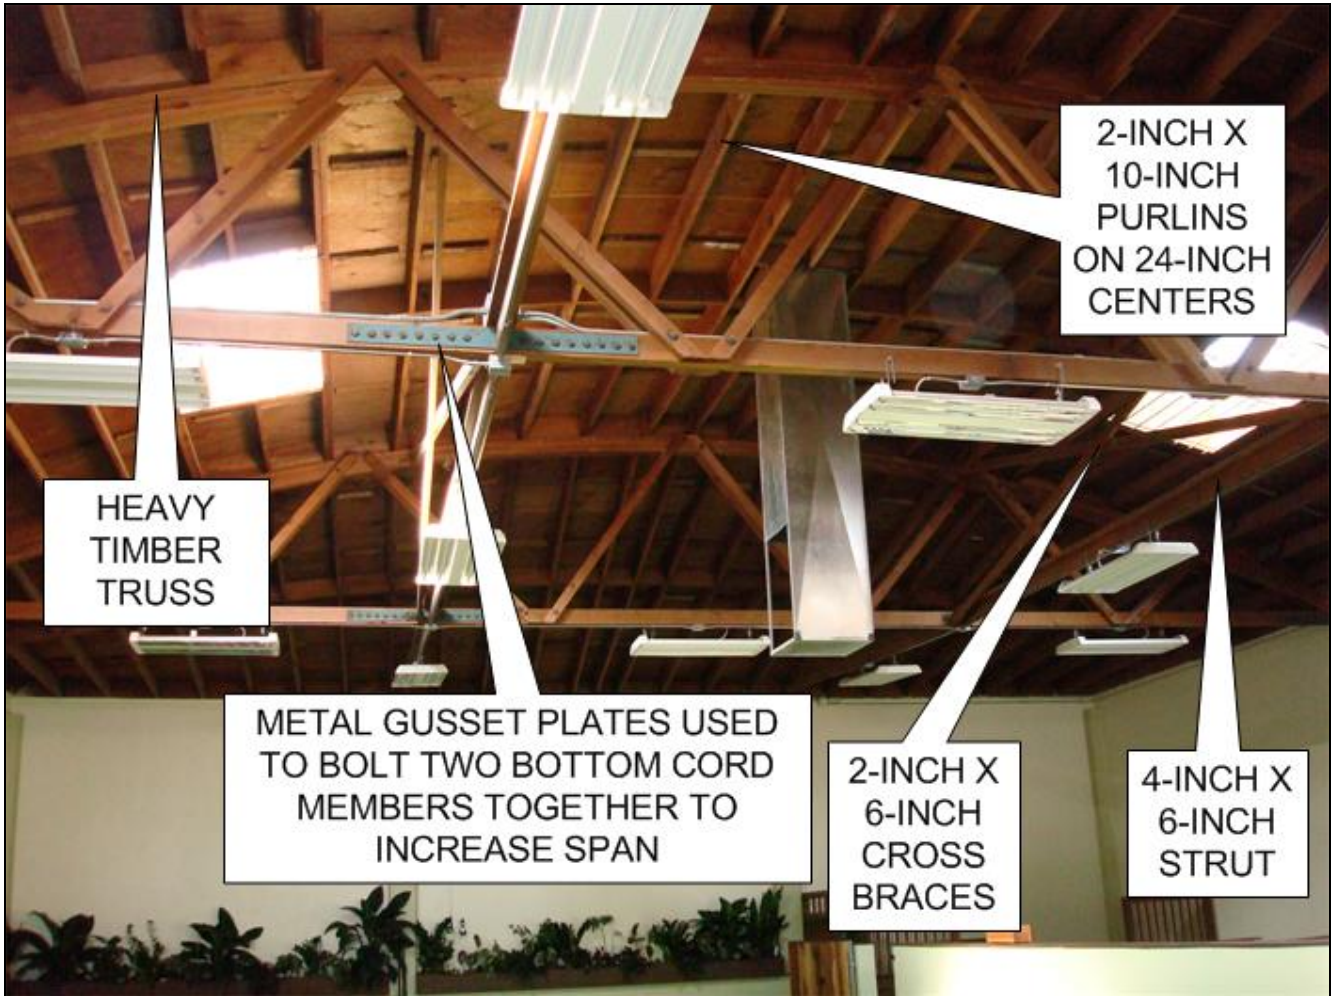 2-INCH X
10-INCH
PURLINS
ON 24-INCH
CENTERS
HEAVY
TIMBER
TRUSS
METAL GUSSET PLATES USED
TO BOLT TWO BOTTOM CORD
MEMBERS TOGETHER TO
INCREASE SPAN
2-INCH X
6-INCH
CROSS
BRACES
4-INCH X
6-INCH
STRUT